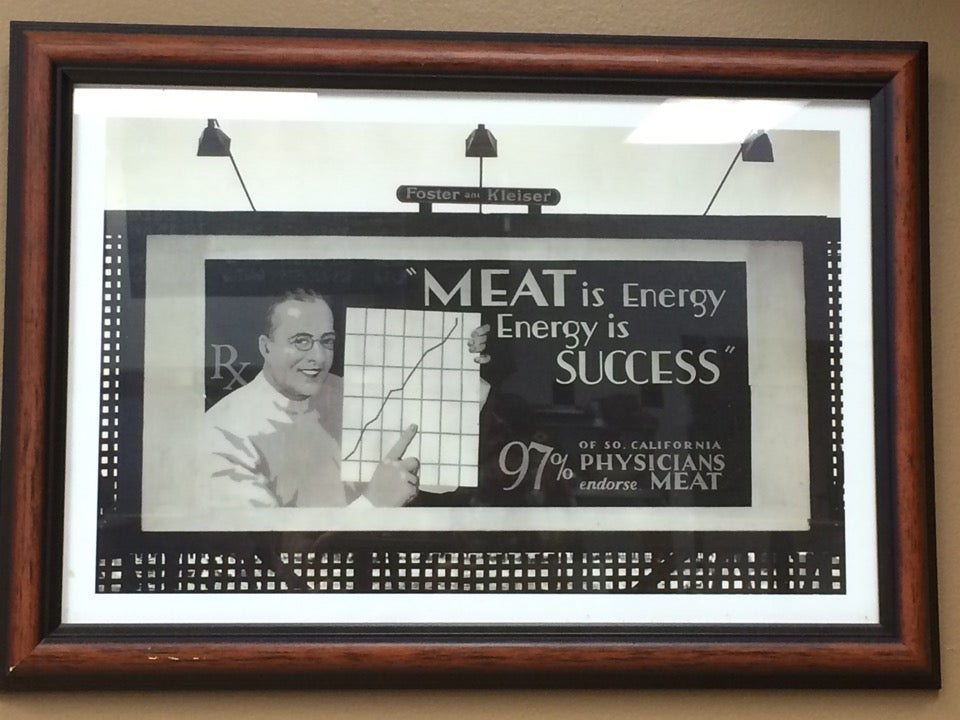 Foster and Kleiser
"MEAT is Energy
Energy is
SUCCESS"
Rx
97% OF SO. CALIFORNIA
PHYSICIANS
endorse MEAT